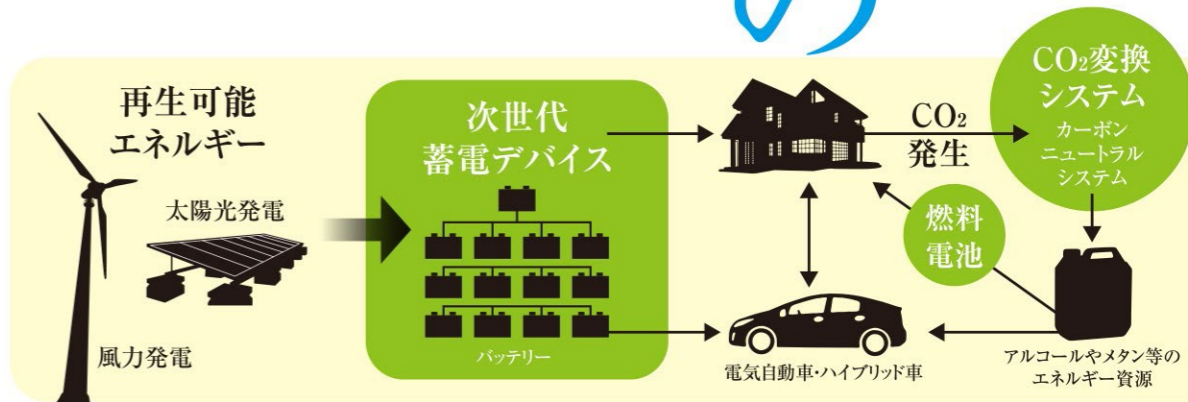 の
再生可能
エネルギー
太陽光発電
風力発電
次世代
蓄電デバイス
バッテリー
CO₂
発生
CO₂変換
システム
カーボン
ニュートラル
システム
燃料
電池
電気自動車・ハイブリッド車
アルコールやメタン等の
エネルギー資源